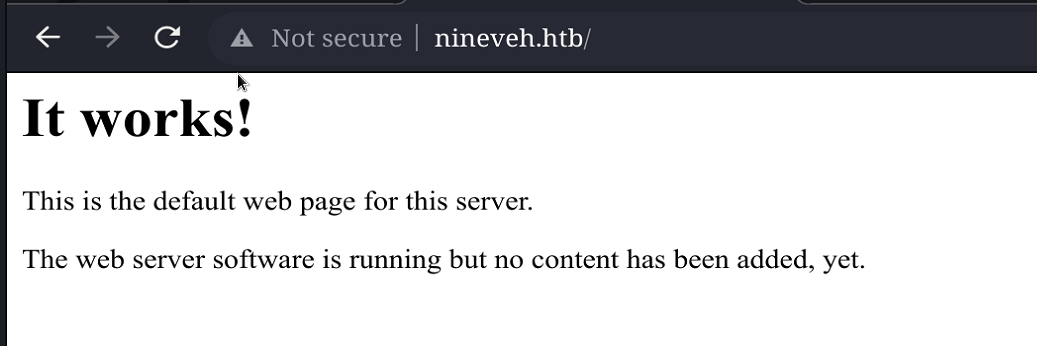 Not secure | nineveh.htb/
It works!
This is the default web page for this server.
The web server software is running but no content has been added, yet.